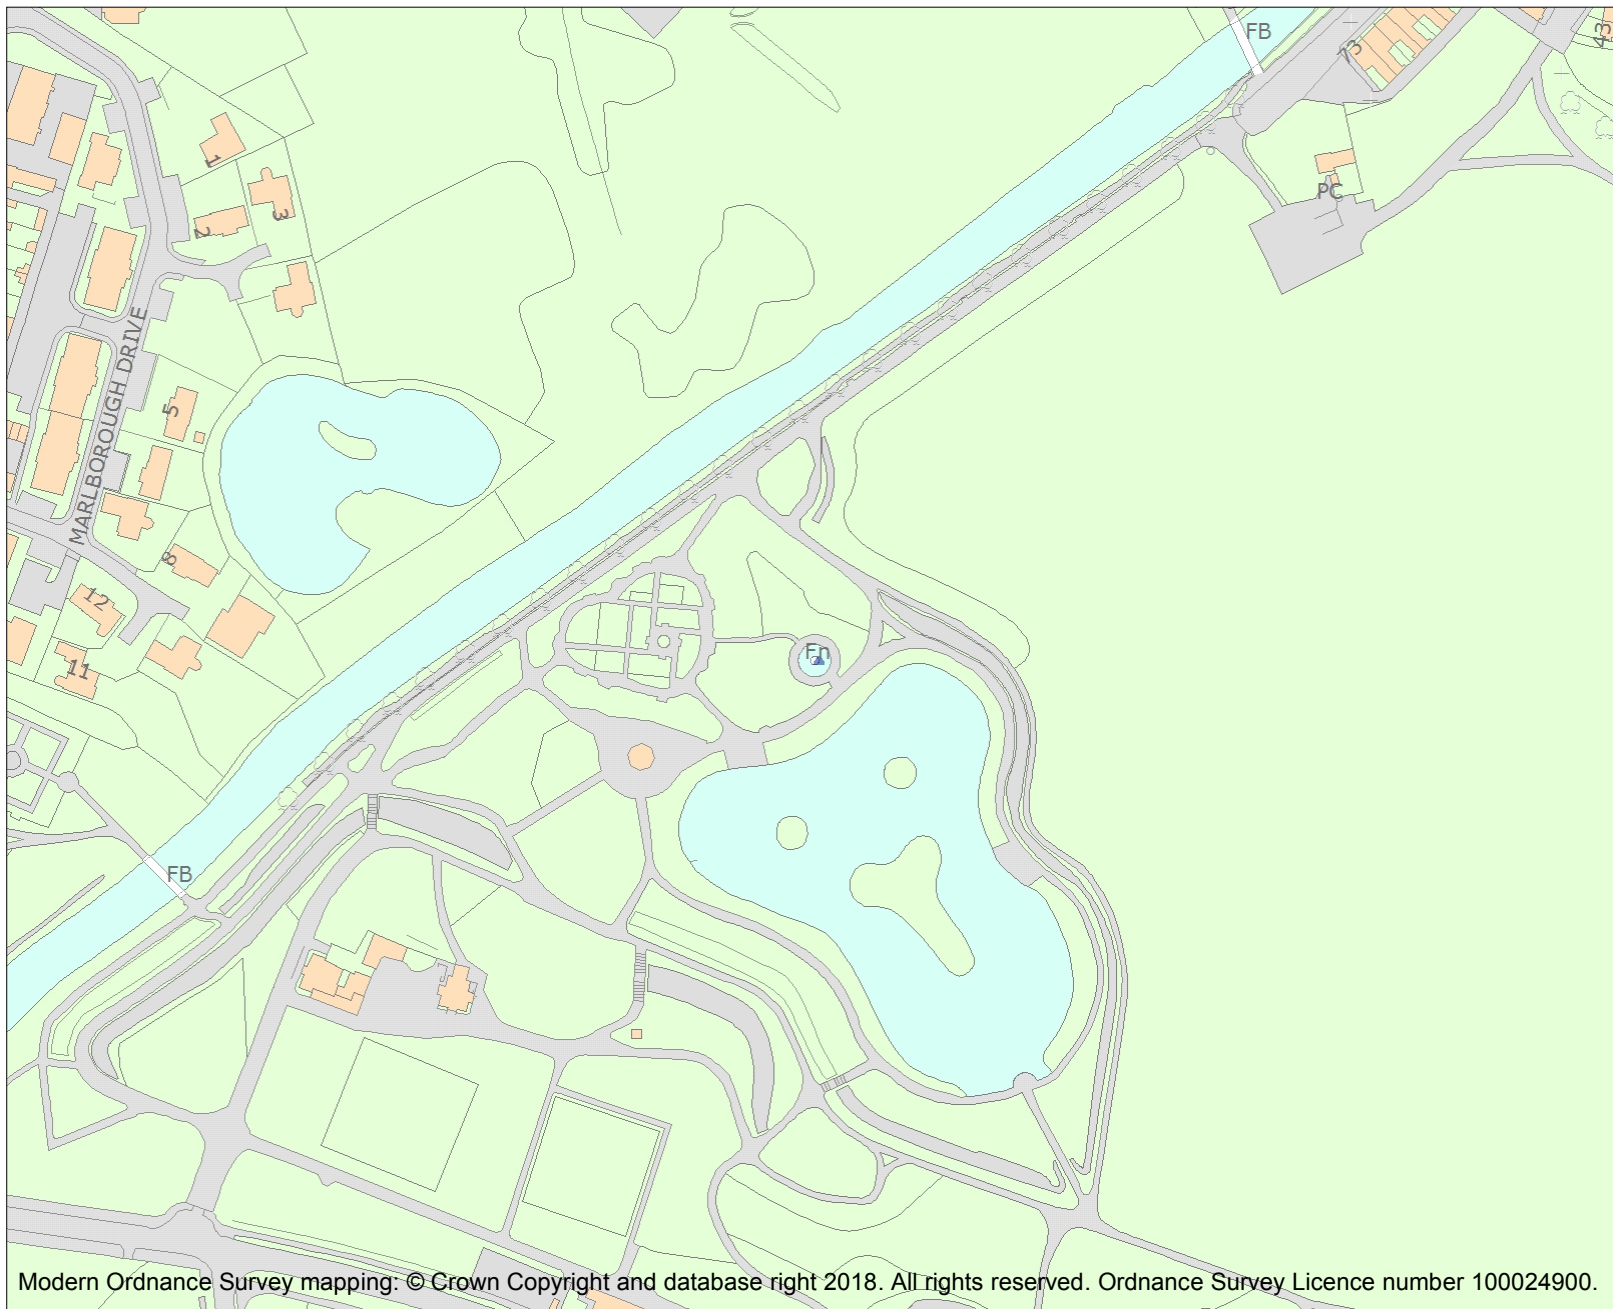 FB
73
43
1
PC
3
2
MARLBOROUGH DRIVE
5
8
12
11
Fn
FB
Modern Ordnance Survey mapping: © Crown Copyright and database right 2018. All rights reserved. Ordnance Survey Licence number 100024900.